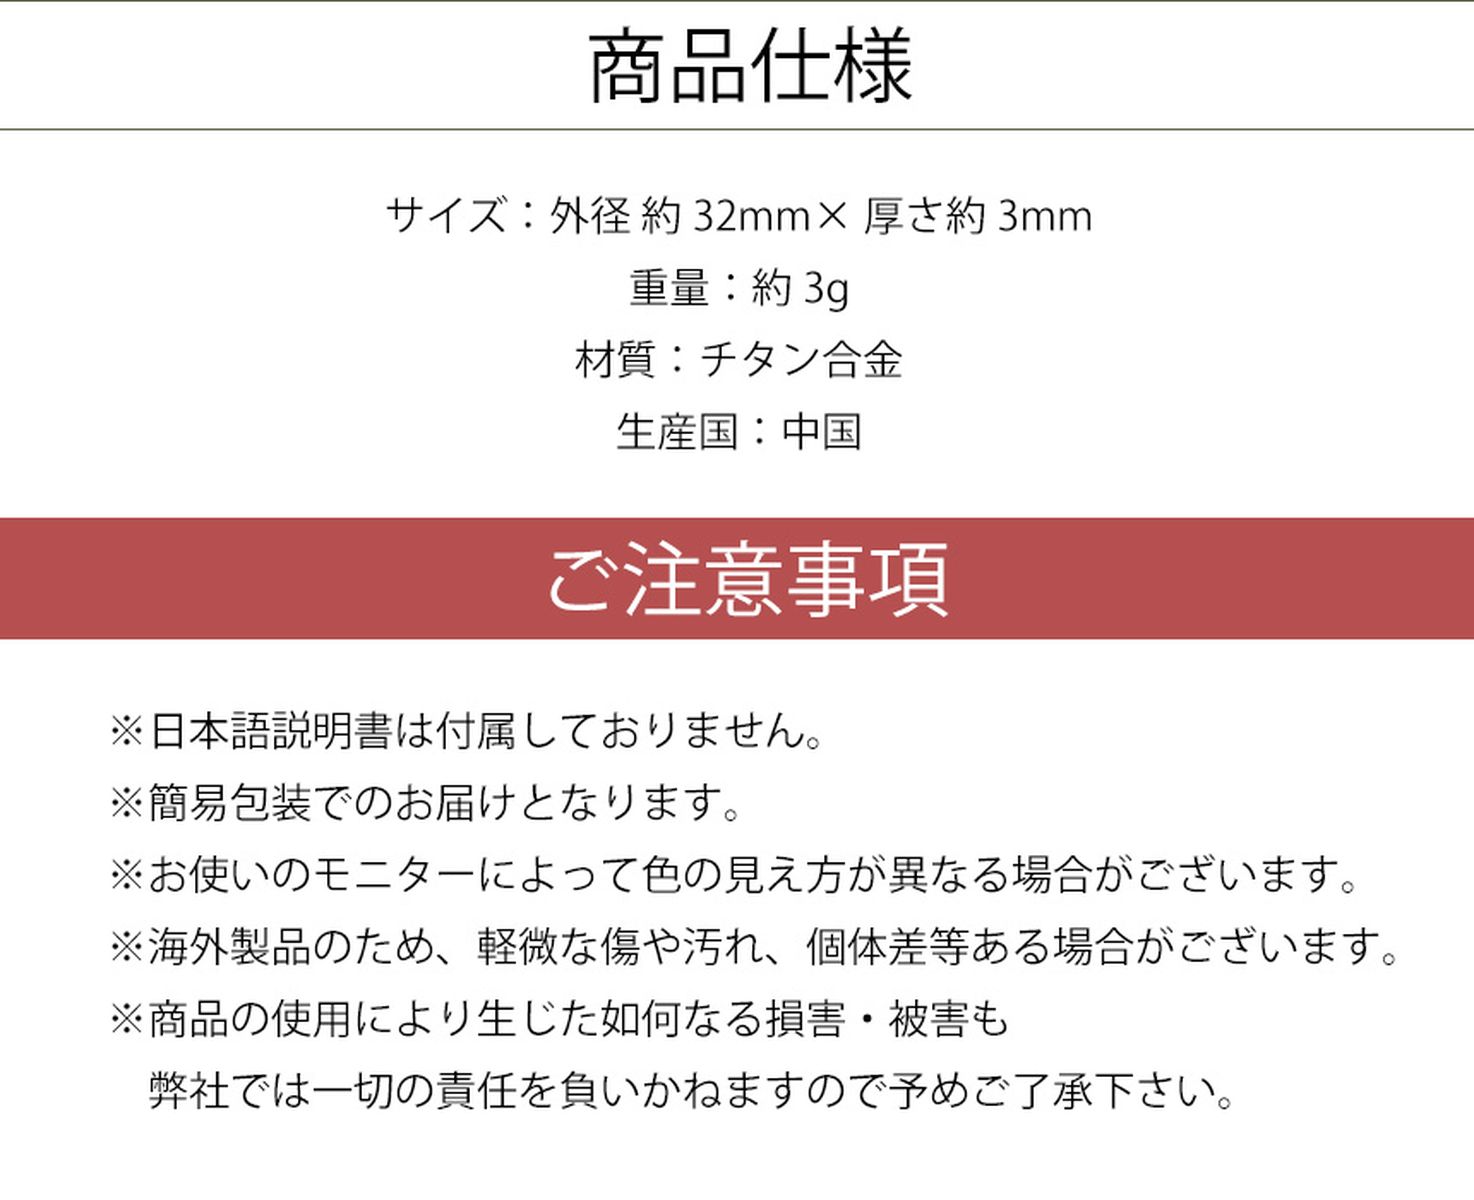 商品仕様
サイズ：外径 約 32mm× 厚さ約 3mm
重量：約 3g
材質：チタン合金
生産国：中国
ご注意事項
※日本語説明書は付属しておりません。
※簡易包装でのお届けとなります。
※お使いのモニターによって色の見え方が異なる場合がございます。
※海外製品のため、軽微な傷や汚れ、個体差等ある場合がございます。
※商品の使用により生じた如何なる損害・被害も
弊社では一切の責任を負いかねますので予めご了承下さい。